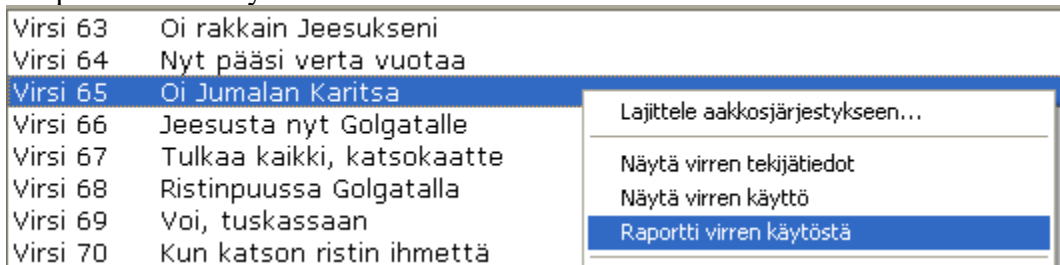 Virsi 63 Oi rakkain Jeesukseni
Virsi 64 Nyt pääsi verta vuotaa
Virsi 65 Oi Jumalan Karitsa
Virsi 66 Jeesusta nyt Golgatalle
Virsi 67 Tulkaa kaikki, katsokaatte
Virsi 68 Ristinpuussa Golgatalla
Virsi 69 Voi, tuskassaan
Virsi 70 Kun katson ristin ihmettä
Lajittele aakkosjärjestykseen...
Näytä virren tekijätiedot
Näytä virren käyttö
Raportti virren käytöstä